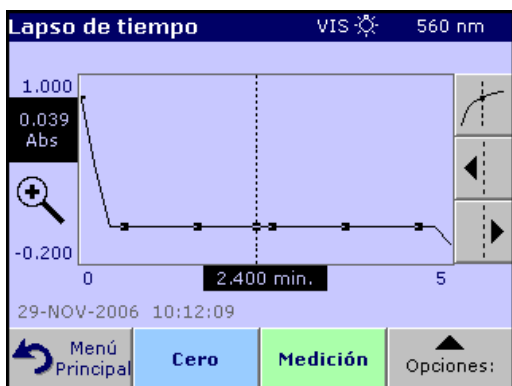 Lapso de tiempo VIS 560 nm
1.000
0.039
Abs
-0.200
0 2.400 min. 5
29-NOV-2006 10:12:09
Menú
Principal
Cero
Medición
Opciones: